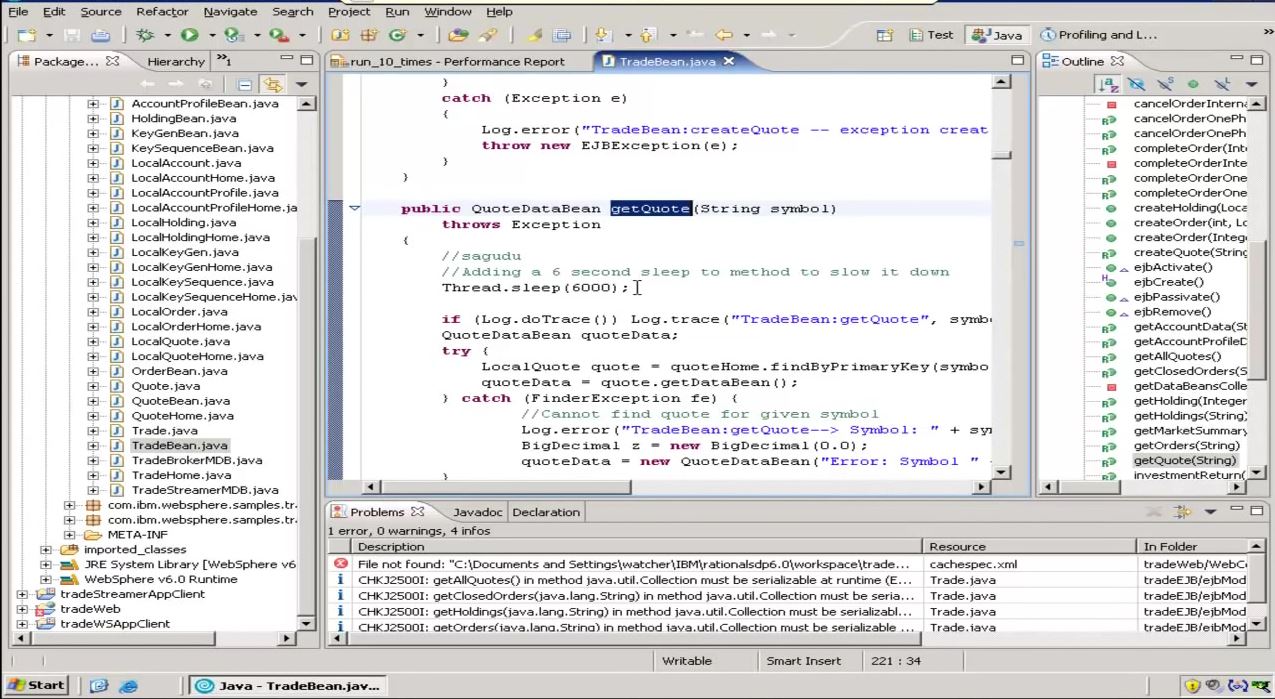 File Edit Source Refactor Navigate Search Project Run Window Help
Test Java Profiling and L... »
Package... Hierarchy »1
AccountProfileBean.java
HoldingBean.java
KeyGenBean.java
KeySequenceBean.java
LocalAccount.java
LocalAccountHome.java
LocalAccountProfile.java
LocalAccountProfileHome.ja
LocalHolding.java
LocalHoldingHome.java
LocalKeyGen.java
LocalKeyGenHome.java
LocalKeySequence.java
LocalKeySequenceHome.jav
LocalOrder.java
LocalOrderHome.java
LocalQuote.java
LocalQuoteHome.java
OrderBean.java
Quote.java
QuoteBean.java
QuoteHome.java
Trade.java
TradeBean.java
TradeBrokerMDB.java
TradeHome.java
TradeStreamerMDB.java
com.ibm.websphere.samples.tr
com.ibm.websphere.samples.tr
META-INF
imported_classes
JRE System Library [WebSphere v6
WebSphere v6.0 Runtime
tradeStreamerAppClient
tradeWeb
tradeWSAppClient
run_10_times - Performance Report TradeBean.java
}
catch (Exception e)
{
Log.error("TradeBean:createQuote -- exception creat
throw new EJBException(e);
}
}
public QuoteDataBean getQuote(String symbol)
throws Exception
{
//sagudu
//Adding a 6 second sleep to method to slow it down
Thread.sleep(6000);
if (Log.doTrace()) Log.trace("TradeBean:getQuote", symbo
QuoteDataBean quoteData;
try {
LocalQuote quote = quoteHome.findByPrimaryKey(symbo
quoteData = quote.getDataBean();
} catch (FinderException fe) {
//Cannot find quote for given symbol
Log.error("TradeBean:getQuote--> Symbol: " + syn
BigDecimal z = new BigDecimal(0.0);
quoteData = new QuoteDataBean("Error: Symbol "
}
Outline
cancelOrderInterna
cancelOrderOnePh
cancelOrderOnePh
completeOrder(Int
completeOrderInte
completeOrderOne
completeOrderOne
createHolding(Loca
createOrder(int, Lo
createOrder(Intege
createQuote(String
ejbActivate()
ejbCreate()
ejbPassivate()
ejbRemove()
getAccountData(St
getAccountProfileD
getAllQuotes()
getClosedOrders(S
getDataBeansColle
getHolding(Integer
getHoldings(String)
getMarketSummary
getOrders(String)
getQuote(String)
investmentReturn(
Problems Javadoc Declaration
1 error, 0 warnings, 4 infos
Description Resource In Folder
File not found: "C:\Documents and Settings\watcher\IBM\rationalsdp6.0\workspace\trade... cachespec.xml tradeWeb/WebC
CHKJ2500I: getAllQuotes() in method java.util.Collection must be serializable at runtime (E... Trade.java tradeEJB/ejbMod
CHKJ2500I: getClosedOrders(java.lang.String) in method java.util.Collection must be seria... Trade.java tradeEJB/ejbMod
CHKJ2500I: getHoldings(java.lang.String) in method java.util.Collection must be serializabl... Trade.java tradeEJB/ejbMod
CHKJ2500I: getOrders(java.lang.String) in method java.util.Collection must be serializable ... Trade.java tradeEJB/ejbMod
Writable Smart Insert 221 : 34
Start Java - TradeBean.jav...